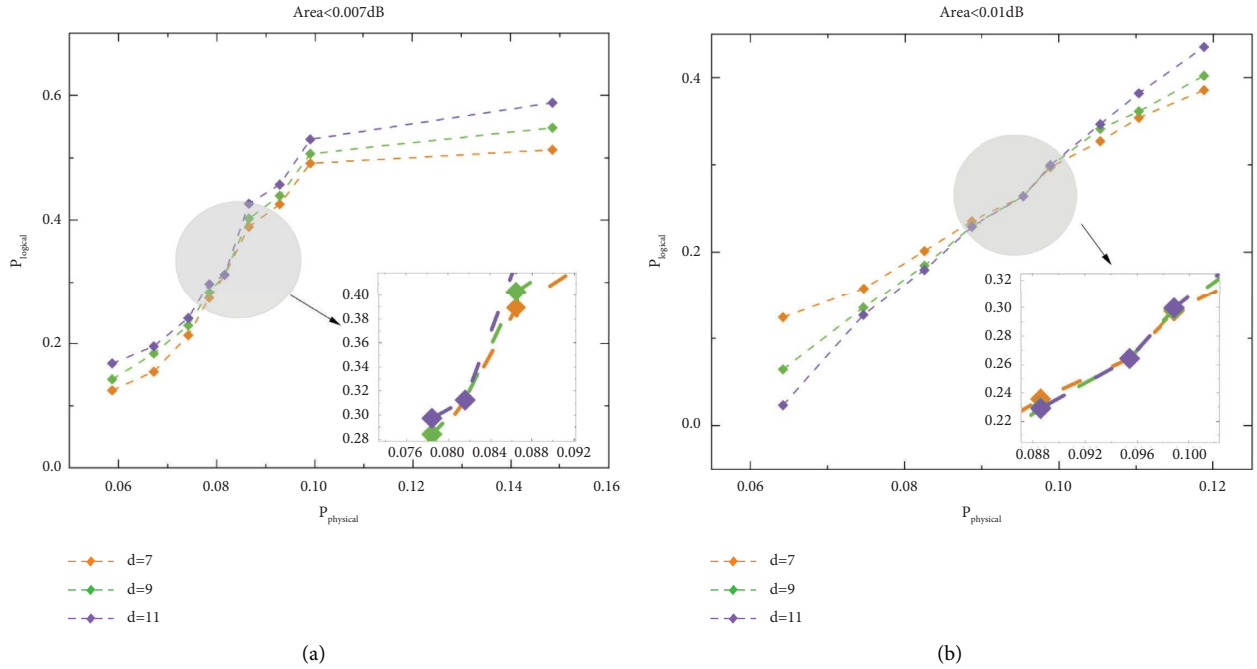 Area<0.007dB
0.6
0.4
0.2
0.0
P logical
0.40
0.38
0.36
0.34
0.32
0.30
0.28
0.076 0.080 0.084 0.088 0.092
0.06 0.08 0.10 0.12 0.14 0.16
P physical
d=7
d=9
d=11
(a)
Area<0.01dB
0.4
0.2
0.0
P logical
0.32
0.30
0.28
0.26
0.24
0.22
0.088 0.092 0.096 0.100
0.06 0.08 0.10 0.12
P physical
d=7
d=9
d=11
(b)